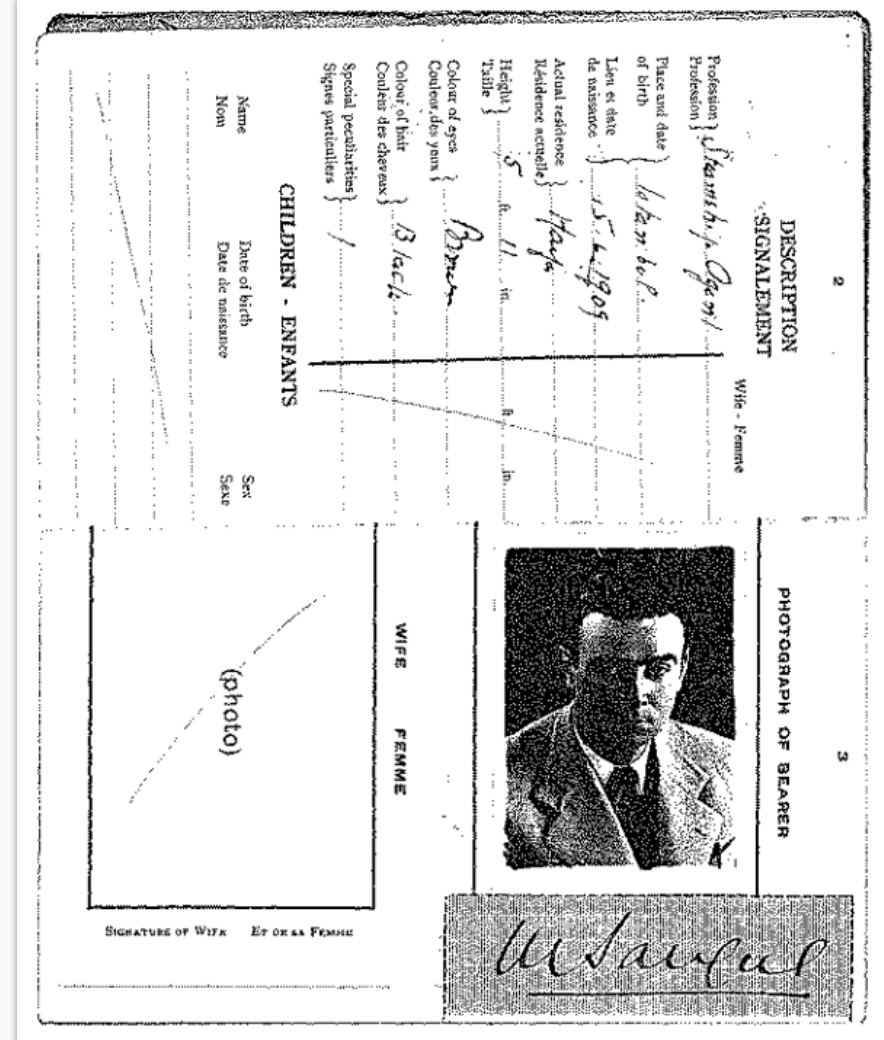 2
DESCRIPTION
SIGNALEMENT
Wife - Femme
Profession } Steamship Agent
Profession }
Place and date } Istanbul.
of birth
Lieu et date } 15. 1909
de naissance
Actual residence } Haifa
Résidence actuelle }
Height } 5 ft. 11 in. ft. in.
Taille }
Colour of eyes } Brown
Couleur des yeux }
Colour of hair } Black.
Couleur des cheveux }
Special peculiarities } /
Signes particuliers }
CHILDREN - ENFANTS
Name Date of birth Sex
Nom Date de naissance Sexe
3
PHOTOGRAPH OF BEARER
WIFE FEMME
(photo)
SIGNATURE OF WIFE ET DE SA FEMME